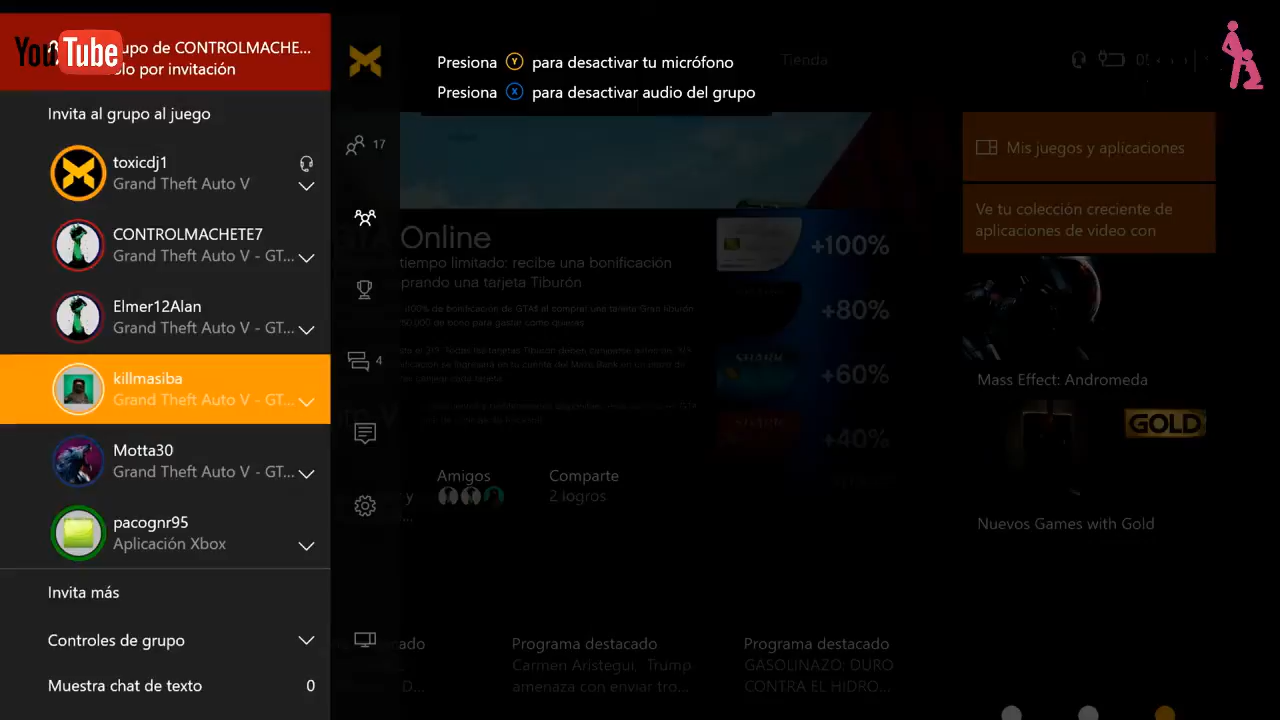 YouTube
upo de CONTROLMACHE...
lo por invitación
Invita al grupo al juego
toxicdj1
Grand Theft Auto V
CONTROLMACHETE7
Grand Theft Auto V - GT...
Elmer12Alan
Grand Theft Auto V - GT...
killmasiba
Grand Theft Auto V - GT...
Motta30
Grand Theft Auto V - GT...
pacognr95
Aplicación Xbox
Invita más
Controles de grupo
Muestra chat de texto 0
17
4
Presiona Y para desactivar tu micrófono
Presiona X para desactivar audio del grupo
Tienda
Online
tiempo limitado: recibe una bonificación
prando una tarjeta Tiburón
+100%
+80%
+60%
+40%
Amigos
Comparte
2 logros
y
Mis juegos y aplicaciones
Ve tu colección creciente de
aplicaciones de video con
Mass Effect: Andromeda
GOLD
Nuevos Games with Gold
cado
D...
Programa destacado
Carmen Aristegui, Trump
amenaza con enviar tro...
Programa destacado
GASOLINAZO: DURO
CONTRA EL HIDRO...